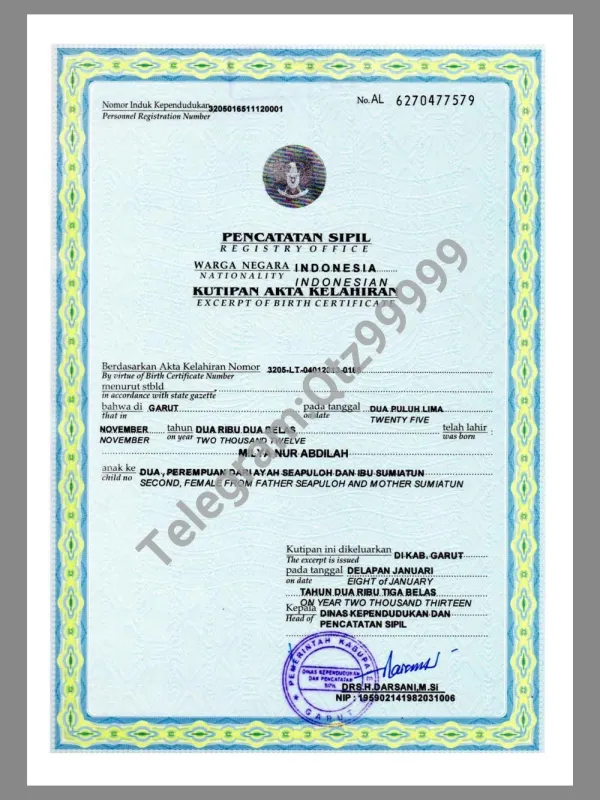 Nomor Induk Kependudukan 3205016511120001
Personnel Registration Number
No. AL 6270477579
PENCATATAN SIPIL
REGISTRY OFFICE
WARGA NEGARA INDONESIA
NATIONALITY INDONESIAN
KUTIPAN AKTA KELAHIRAN
EXCERPT OF BIRTH CERTIFICATE
Berdasarkan Akta Kelahiran Nomor 3205-LT-04012013-
By virtue of Birth Certificate Number
menurut stbld
in accordance with state gazette
bahwa di GARUT pada tanggal DUA PULUH LIMA
that in on date TWENTY FIVE
NOVEMBER tahun DUA RIBU DUA BELAS telah lahir :
NOVEMBER on year TWO THOUSAND TWELVE was born
NUR ABDILAH
anak ke DUA, PEREMPUAN DARI AYAH SEAPULOH DAN IBU SUMIATUN
child no SECOND, FEMALE FROM FATHER SEAPULOH AND MOTHER SUMIATUN
Kutipan ini dikeluarkan DI KAB. GARUT
The excerpt is issued
pada tanggal DELAPAN JANUARI
on date EIGHT of JANUARY
TAHUN DUA RIBU TIGA BELAS
ON YEAR TWO THOUSAND THIRTEEN
Kepala DINAS KEPENDUDUKAN DAN
Head of PENCATATAN SIPIL
PEMERINTAH KABUPATE
DINAS KEPENDUDUKAN
DAN PENCATATAN
SIPIL
GARUT
DRS.H.DARSANI,M.Si
NIP : 195902141982031006
Telegram:Qtz99999